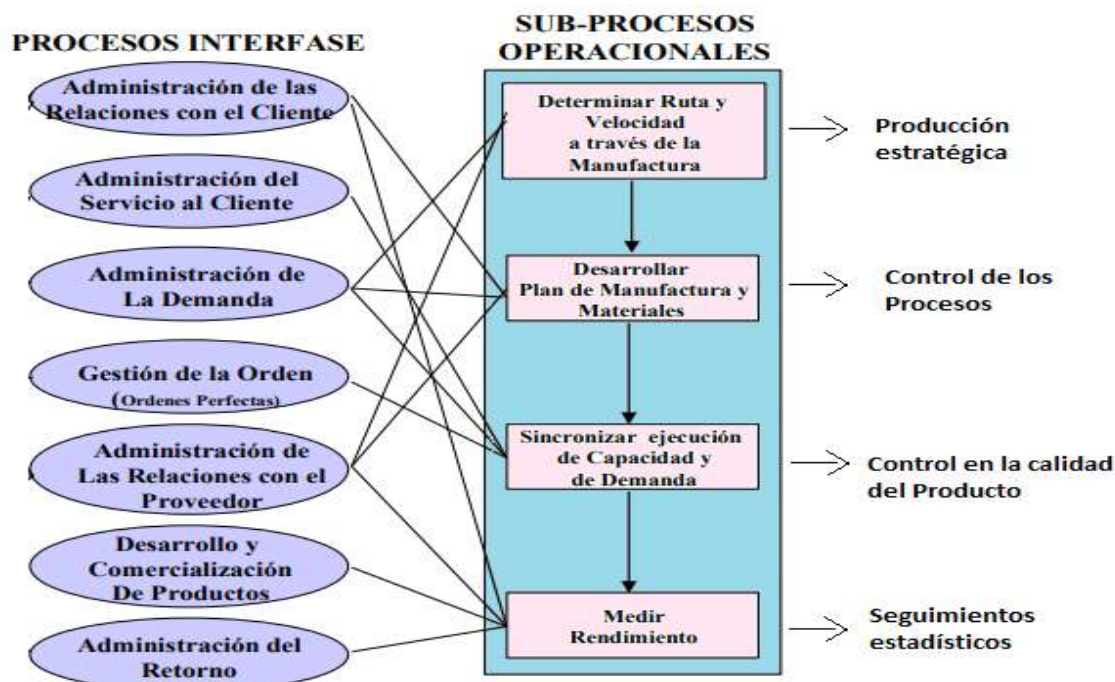 PROCESOS INTERFASE
Administración de las
Relaciones con el Cliente
Administración del
Servicio al Cliente
Administración de
La Demanda
Gestión de la Orden
(Ordenes Perfectas)
Administración de
Las Relaciones con el
Proveedor
Desarrollo y
Comercialización
De Productos
Administración del
Retorno
SUB-PROCESOS
OPERACIONALES
Determinar Ruta y
Velocidad
a través de la
Manufactura
Desarrollar
Plan de Manufactura y
Materiales
Sincronizar ejecución
de Capacidad y
de Demanda
Medir
Rendimiento
Producción
estratégica
Control de los
Procesos
Control en la calidad
del Producto
Seguimientos
estadísticos